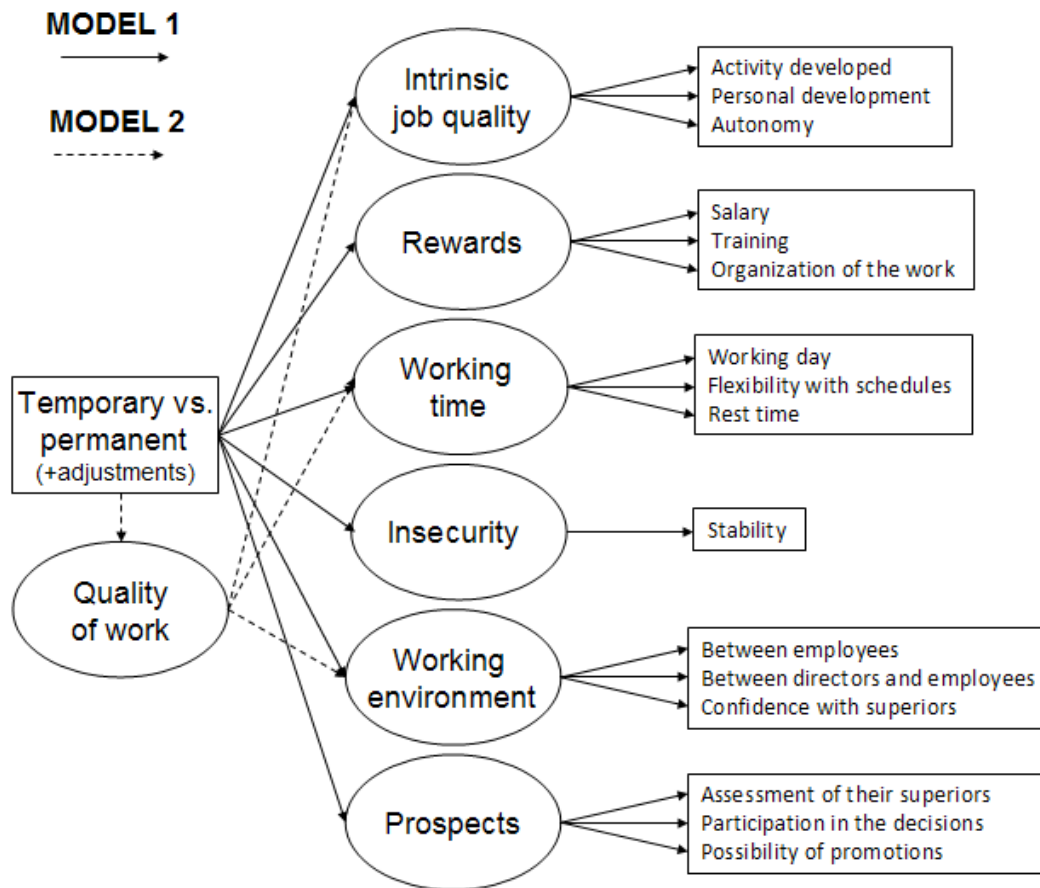 MODEL 1
MODEL 2
Intrinsic
job quality
Activity developed
Personal development
Autonomy
Rewards
Salary
Training
Organization of the work
Working
time
Working day
Flexibility with schedules
Rest time
Temporary vs.
permanent
(+adjustments)
Insecurity
Stability
Quality
of work
Working
environment
Between employees
Between directors and employees
Confidence with superiors
Prospects
Assessment of their superiors
Participation in the decisions
Possibility of promotions